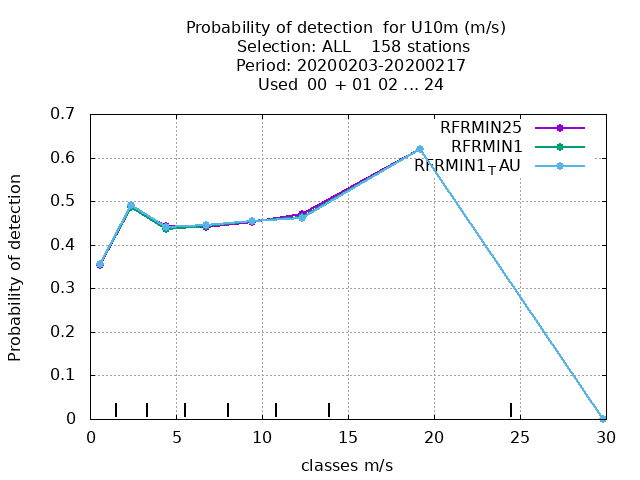 Probability of detection  for U10m (m/s)
Selection: ALL    158 stations
Period: 20200203-20200217
Used  00  + 01 02 ... 24
Probability of detection
0.7
0.6
0.5
0.4
0.3
0.2
0.1
0
RFRMIN25
RFRMIN1
RFRMIN1TAU
0 5 10 15 20 25 30
classes m/s